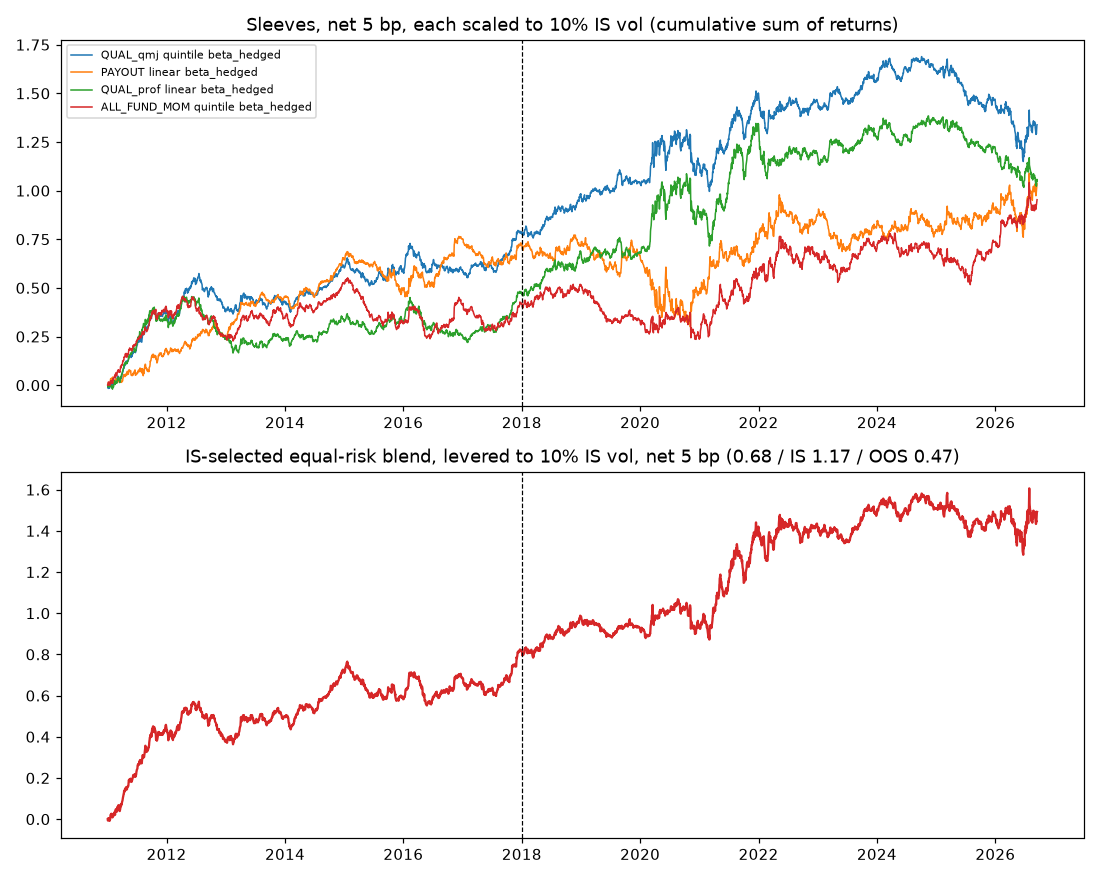 Sleeves, net 5 bp, each scaled to 10% IS vol (cumulative sum of returns)
QUAL_qmj quintile beta_hedged
PAYOUT linear beta_hedged
QUAL_prof linear beta_hedged
ALL_FUND_MOM quintile beta_hedged
1.75
1.50
1.25
1.00
0.75
0.50
0.25
0.00
2012 2014 2016 2018 2020 2022 2024 2026
IS-selected equal-risk blend, levered to 10% IS vol, net 5 bp (0.68 / IS 1.17 / OOS 0.47)
1.6
1.4
1.2
1.0
0.8
0.6
0.4
0.2
0.0
2012 2014 2016 2018 2020 2022 2024 2026